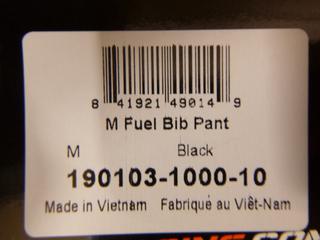 8 41921 49014 9
M Fuel Bib Pant
M Black
190103-1000-10
Made in Vietnam Fabriqué au Viêt-Nam